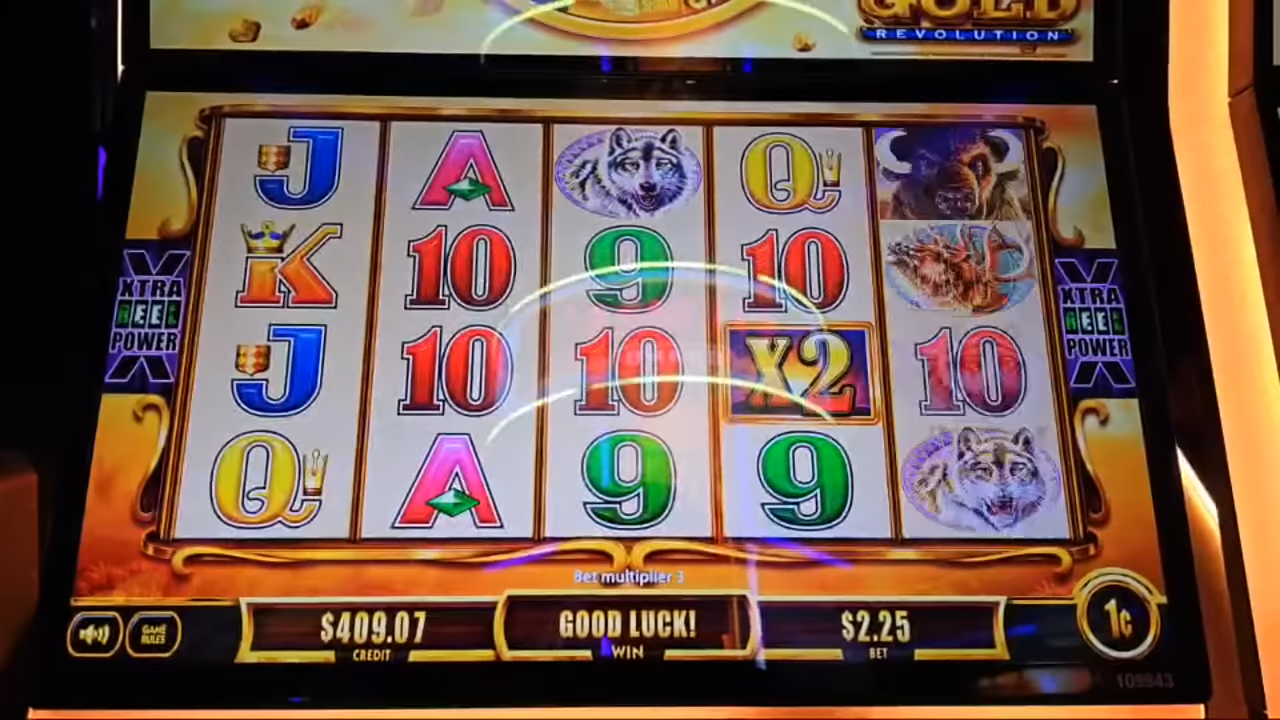 GOLD
REVOLUTION
J A Q
K 10 9 10
J 10 10 X2 10
Q A 9 9
XTRA
REEL
POWER
X
XTRA
REEL
POWER
X
Bet multiplier 3
GAME
RULES
$409.07
CREDIT
GOOD LUCK!
WIN
$2.25
BET
1¢
109943